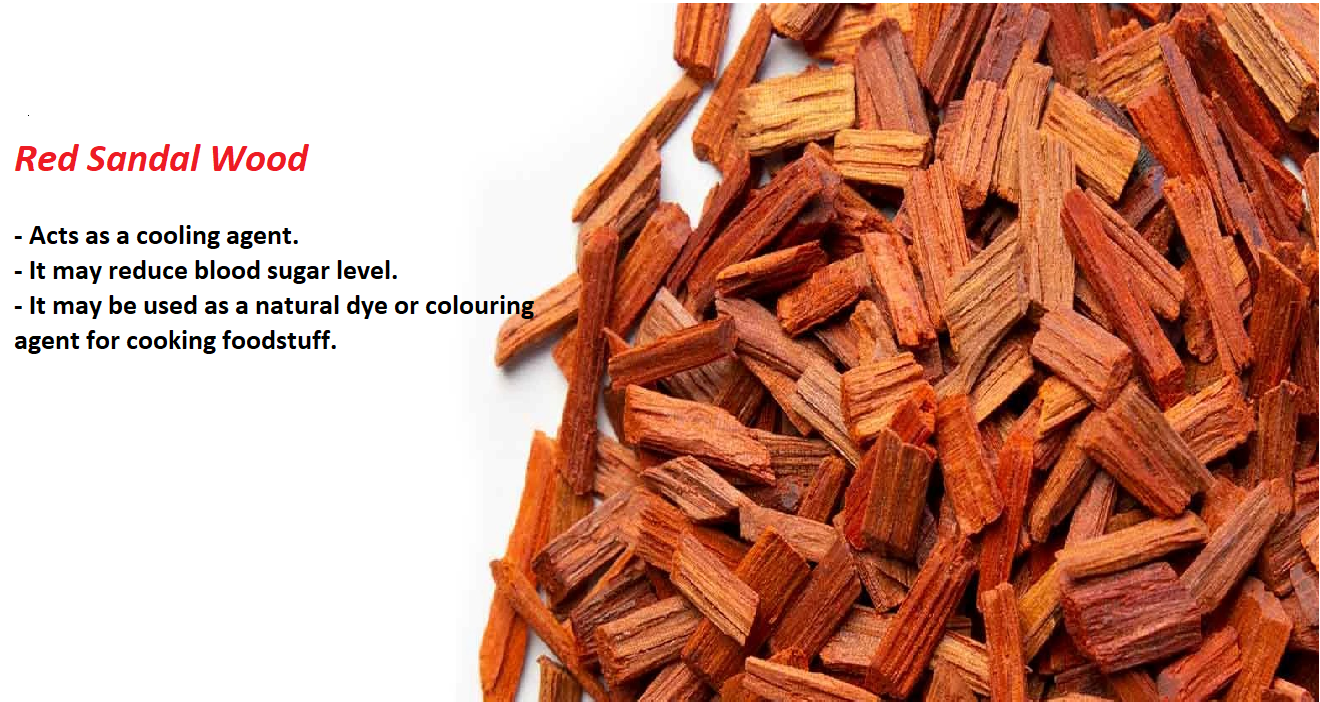 Red Sandal Wood
- Acts as a cooling agent.
- It may reduce blood sugar level.
- It may be used as a natural dye or colouring
agent for cooking foodstuff.